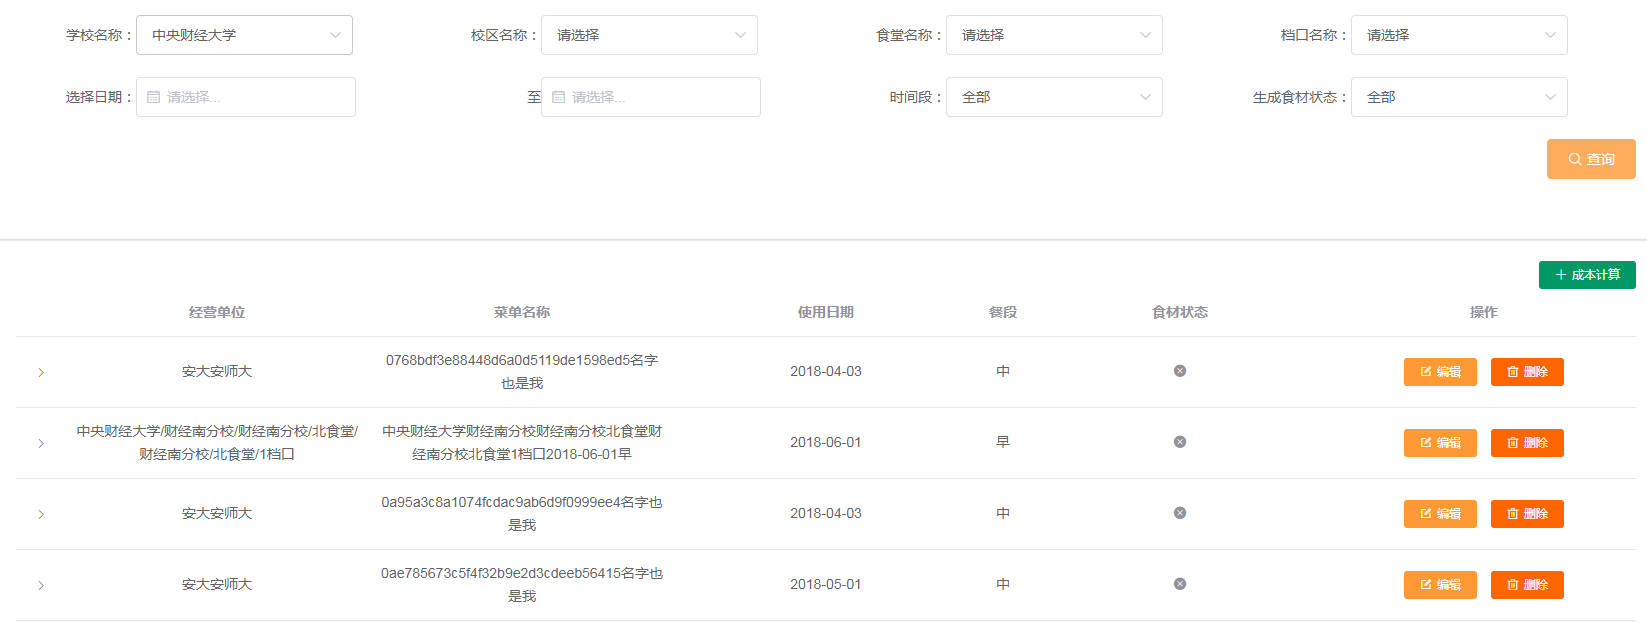 学校名称： 中央财经大学 校区名称： 请选择 食堂名称： 请选择 档口名称： 请选择
选择日期： 请选择... 至 请选择... 时间段： 全部 生成食材状态： 全部
查询
成本计算
经营单位 菜单名称 使用日期 餐段 食材状态 操作
安大安师大 0768bdf3e88448d6a0d5119de1598ed5名字
也是我 2018-04-03 中 编辑 删除
中央财经大学/财经南分校/财经南分校/北食堂/
财经南分校/北食堂/1档口
中央财经大学财经南分校财经南分校北食堂财
经南分校北食堂1档口2018-06-01早
2018-06-01 早 编辑 删除
安大安师大 0a95a3c8a1074fcdac9ab6d9f0999ee4名字也
是我 2018-04-03 中 编辑 删除
安大安师大 0ae785673c5f4f32b9e2d3cdeeb56415名字也
是我 2018-05-01 中 编辑 删除